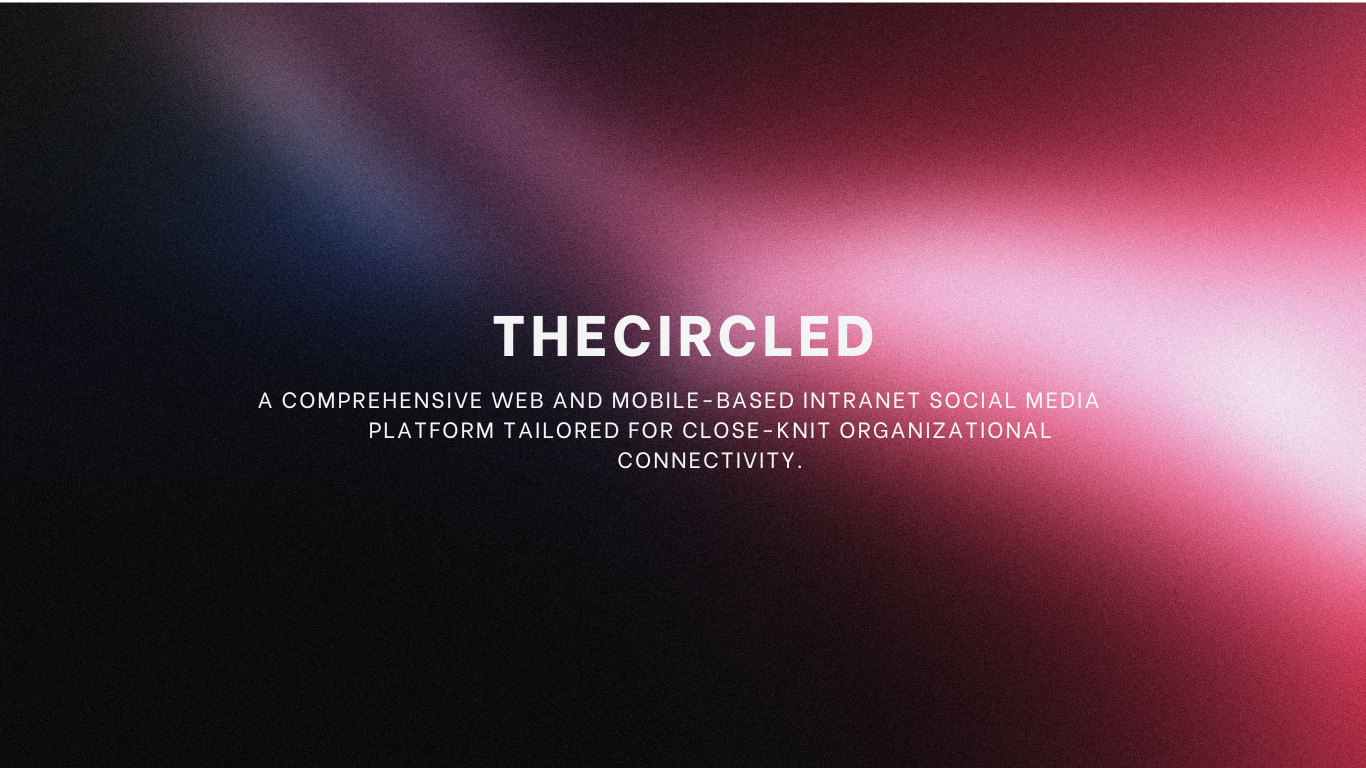 THECIRCLED
A COMPREHENSIVE WEB AND MOBILE-BASED INTRANET SOCIAL MEDIA
PLATFORM TAILORED FOR CLOSE-KNIT ORGANIZATIONAL
CONNECTIVITY.